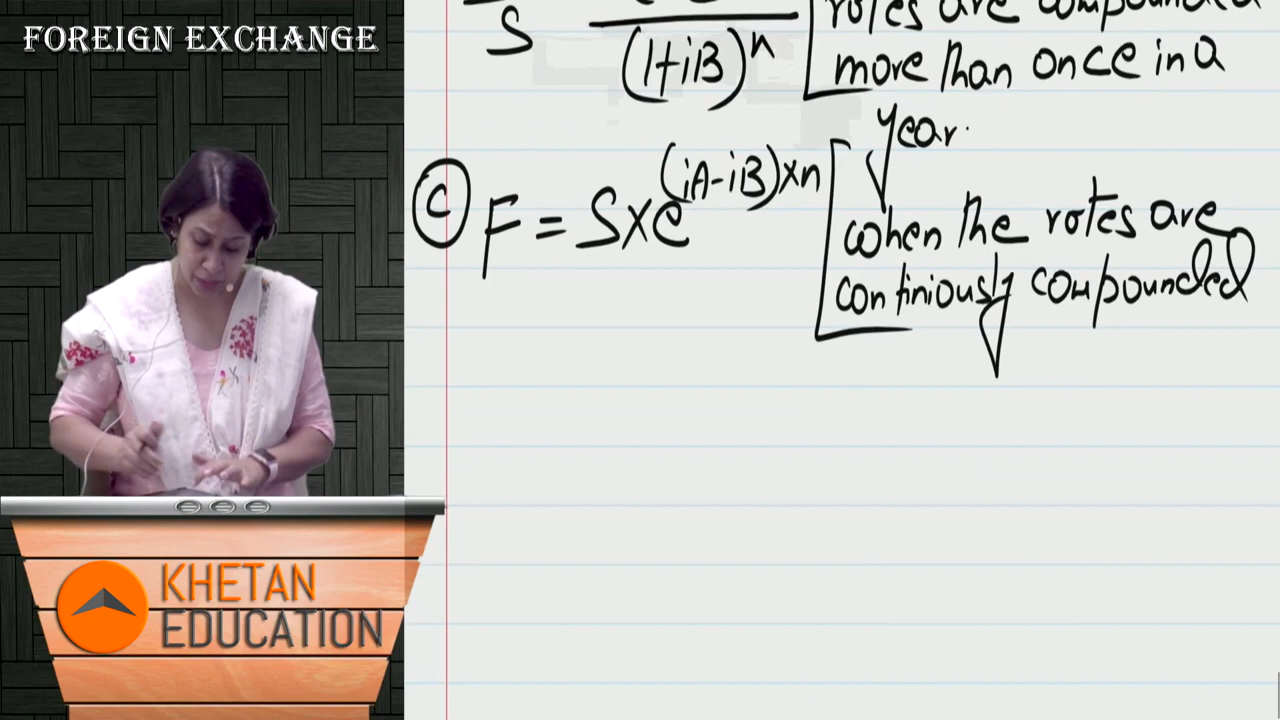 FOREIGN EXCHANGE
S
(1+iB)^n
rates are compounded
more than once in a
year.
(C) F = S×e^(iA-iB)×n
when the rates are
continiously compounded
KHETAN
EDUCATION